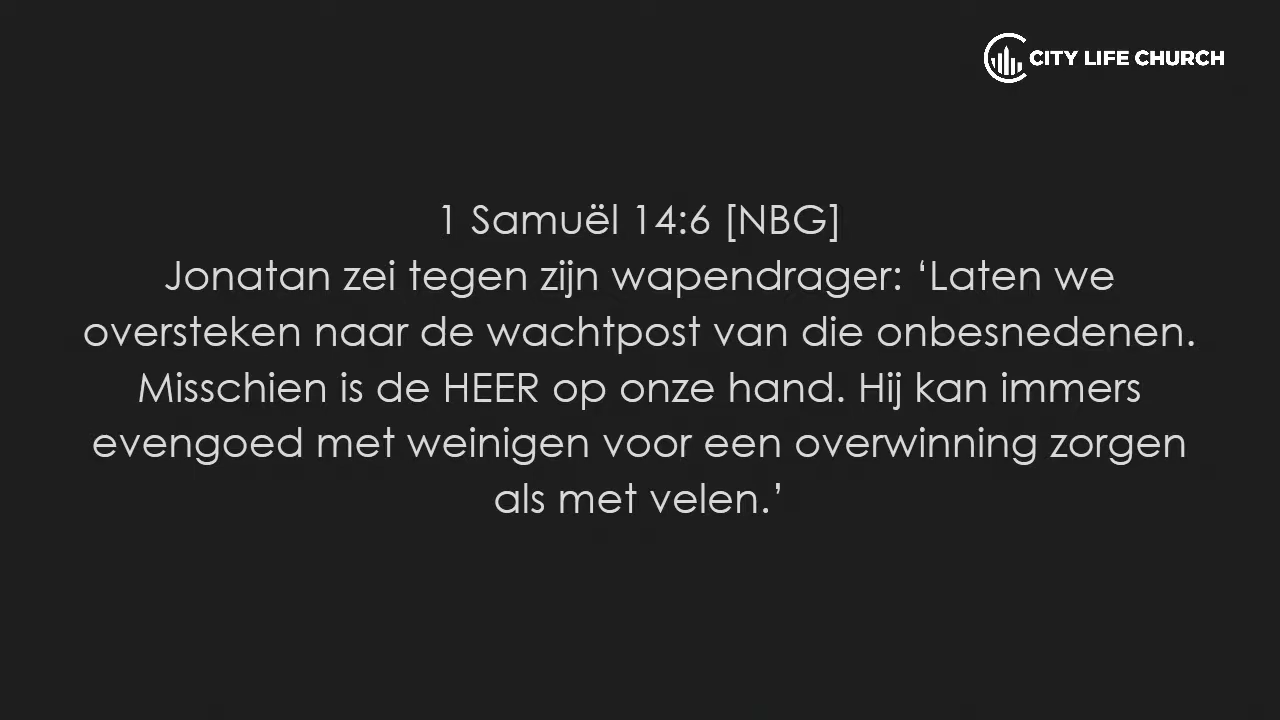 CITY LIFE CHURCH
1 Samuël 14:6 [NBG]
Jonatan zei tegen zijn wapendrager: ‘Laten we
oversteken naar de wachtpost van die onbesnedenen.
Misschien is de HEER op onze hand. Hij kan immers
evengoed met weinigen voor een overwinning zorgen
als met velen.’